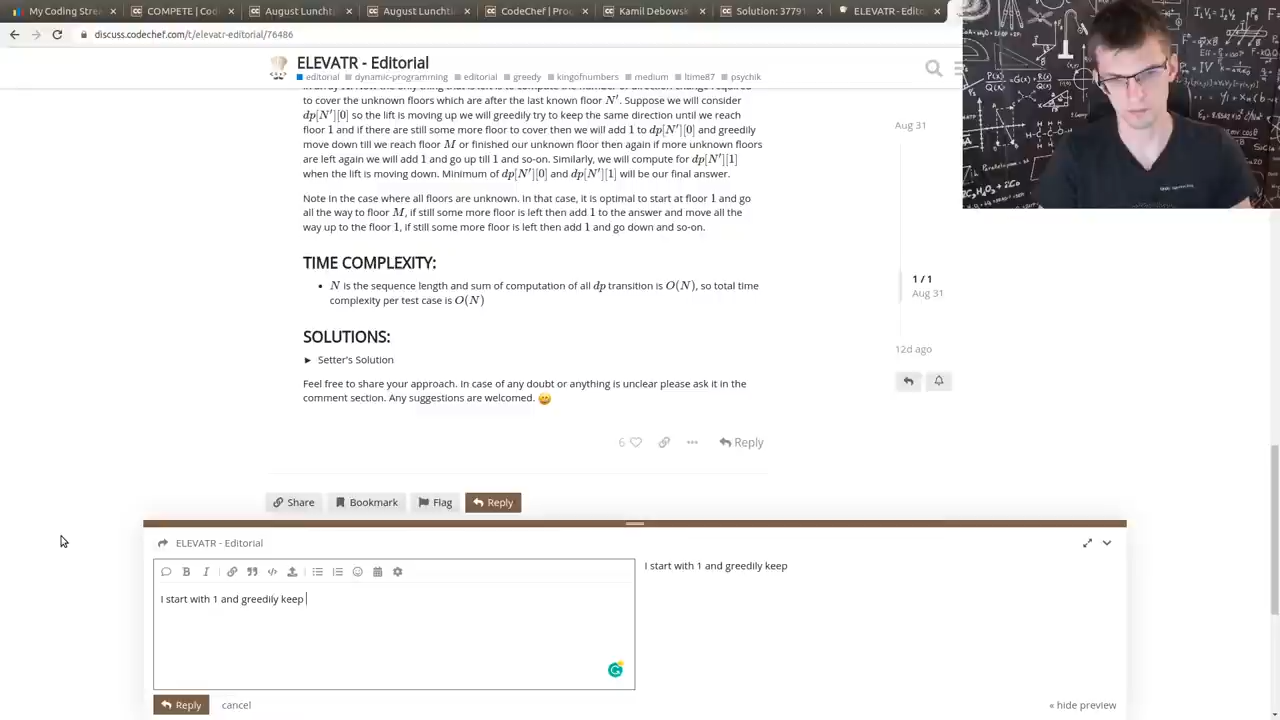 My Coding Stre
COMPETE | Cod
August Lunchti
August Lunchti
CodeChef | Prog
Kamil Debowsk
My Solution: 37791
ELEVATR - Edito
discuss.codechef.com/t/elevatr-editorial/76486
ELEVATR - Editorial
editorial dynamic-programming editorial greedy kingofnumbers medium ltime87 psychik
to cover the unknown floors which are after the last known floor N′. Suppose we will consider
dp[N′][0] so the lift is moving up we will greedily try to keep the same direction until we reach
floor 1 and if there are still some more floor to cover then we will add 1 to dp[N′][0] and greedily
move down till we reach floor M or finished our unknown floor then again if more unknown floors
are left again we will add 1 and go up till 1 and so-on. Similarly, we will compute for dp[N′][1]
when the lift is moving down. Minimum of dp[N′][0] and dp[N′][1] will be our final answer.
Note In the case where all floors are unknown. In that case, it is optimal to start at floor 1 and go
all the way to floor M, if still some more floor is left then add 1 to the answer and move all the
way up to the floor 1, if still some more floor is left then add 1 and go down and so-on.
TIME COMPLEXITY:
• N is the sequence length and sum of computation of all dp transition is O(N), so total time
complexity per test case is O(N)
SOLUTIONS:
► Setter's Solution
Feel free to share your approach. In case of any doubt or anything is unclear please ask it in the
comment section. Any suggestions are welcomed.
6
Reply
Aug 31
1 / 1
Aug 31
12d ago
Share Bookmark Flag Reply
ELEVATR - Editorial
I start with 1 and greedily keep
I start with 1 and greedily keep
Reply cancel
« hide preview